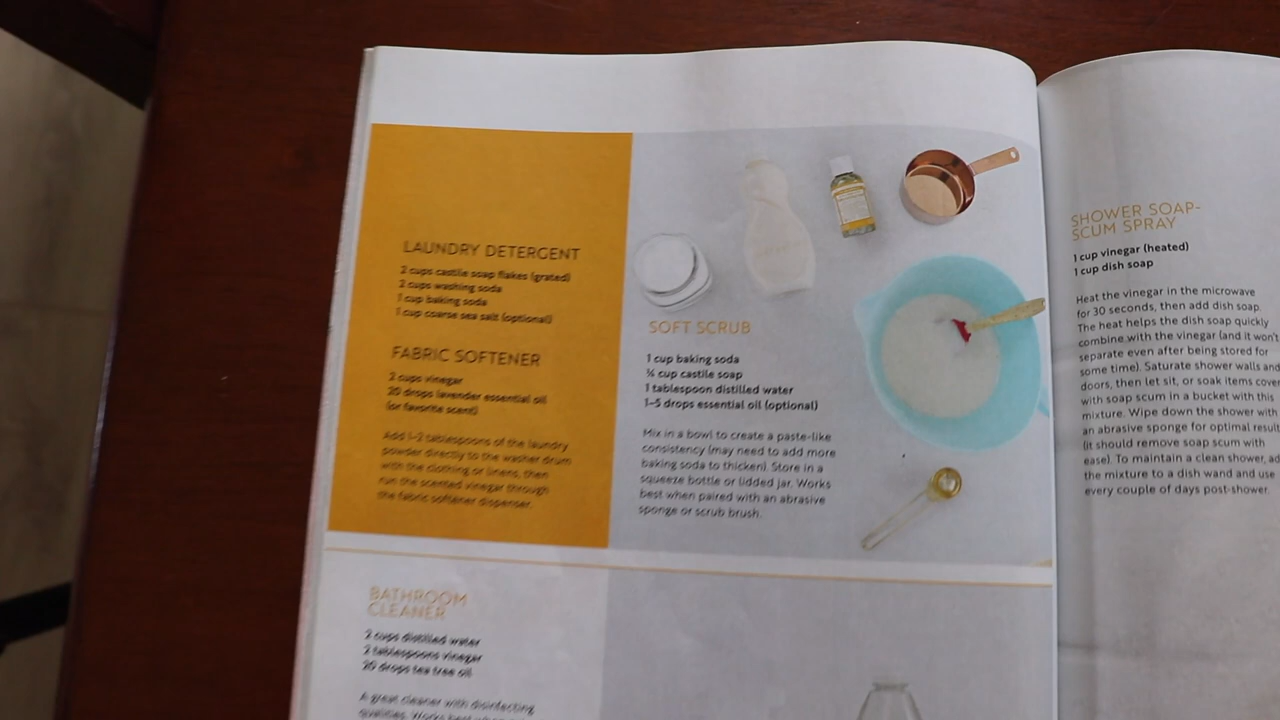 LAUNDRY DETERGENT
2 cups castile soap flakes (grated)
2 cups washing soda
1 cup baking soda
1 cup coarse sea salt (optional)
FABRIC SOFTENER
2 cups vinegar
20 drops lavender essential oil
(or favorite scent)
Add 1–2 tablespoons of the laundry
powder directly to the washer drum
with the clothing or linens, then
run the scented vinegar through
the fabric softener dispenser.
SOFT SCRUB
1 cup baking soda
¼ cup castile soap
1 tablespoon distilled water
1–5 drops essential oil (optional)
Mix in a bowl to create a paste-like
consistency (may need to add more
baking soda to thicken). Store in a
squeeze bottle or lidded jar. Works
best when paired with an abrasive
sponge or scrub brush.
BATHROOM
CLEANER
2 cups distilled water
2 tablespoons vinegar
20 drops tea tree oil
A great cleaner with disinfecting
qualities. Works best when
SHOWER SOAP-
SCUM SPRAY
1 cup vinegar (heated)
1 cup dish soap
Heat the vinegar in the microwave
for 30 seconds, then add dish soap.
The heat helps the dish soap quickly
combine with the vinegar (and it won't
separate even after being stored for
some time). Saturate shower walls and
doors, then let sit, or soak items cover
with soap scum in a bucket with this
mixture. Wipe down the shower with
an abrasive sponge for optimal result
(it should remove soap scum with
ease). To maintain a clean shower, ad
the mixture to a dish wand and use
every couple of days post-shower.